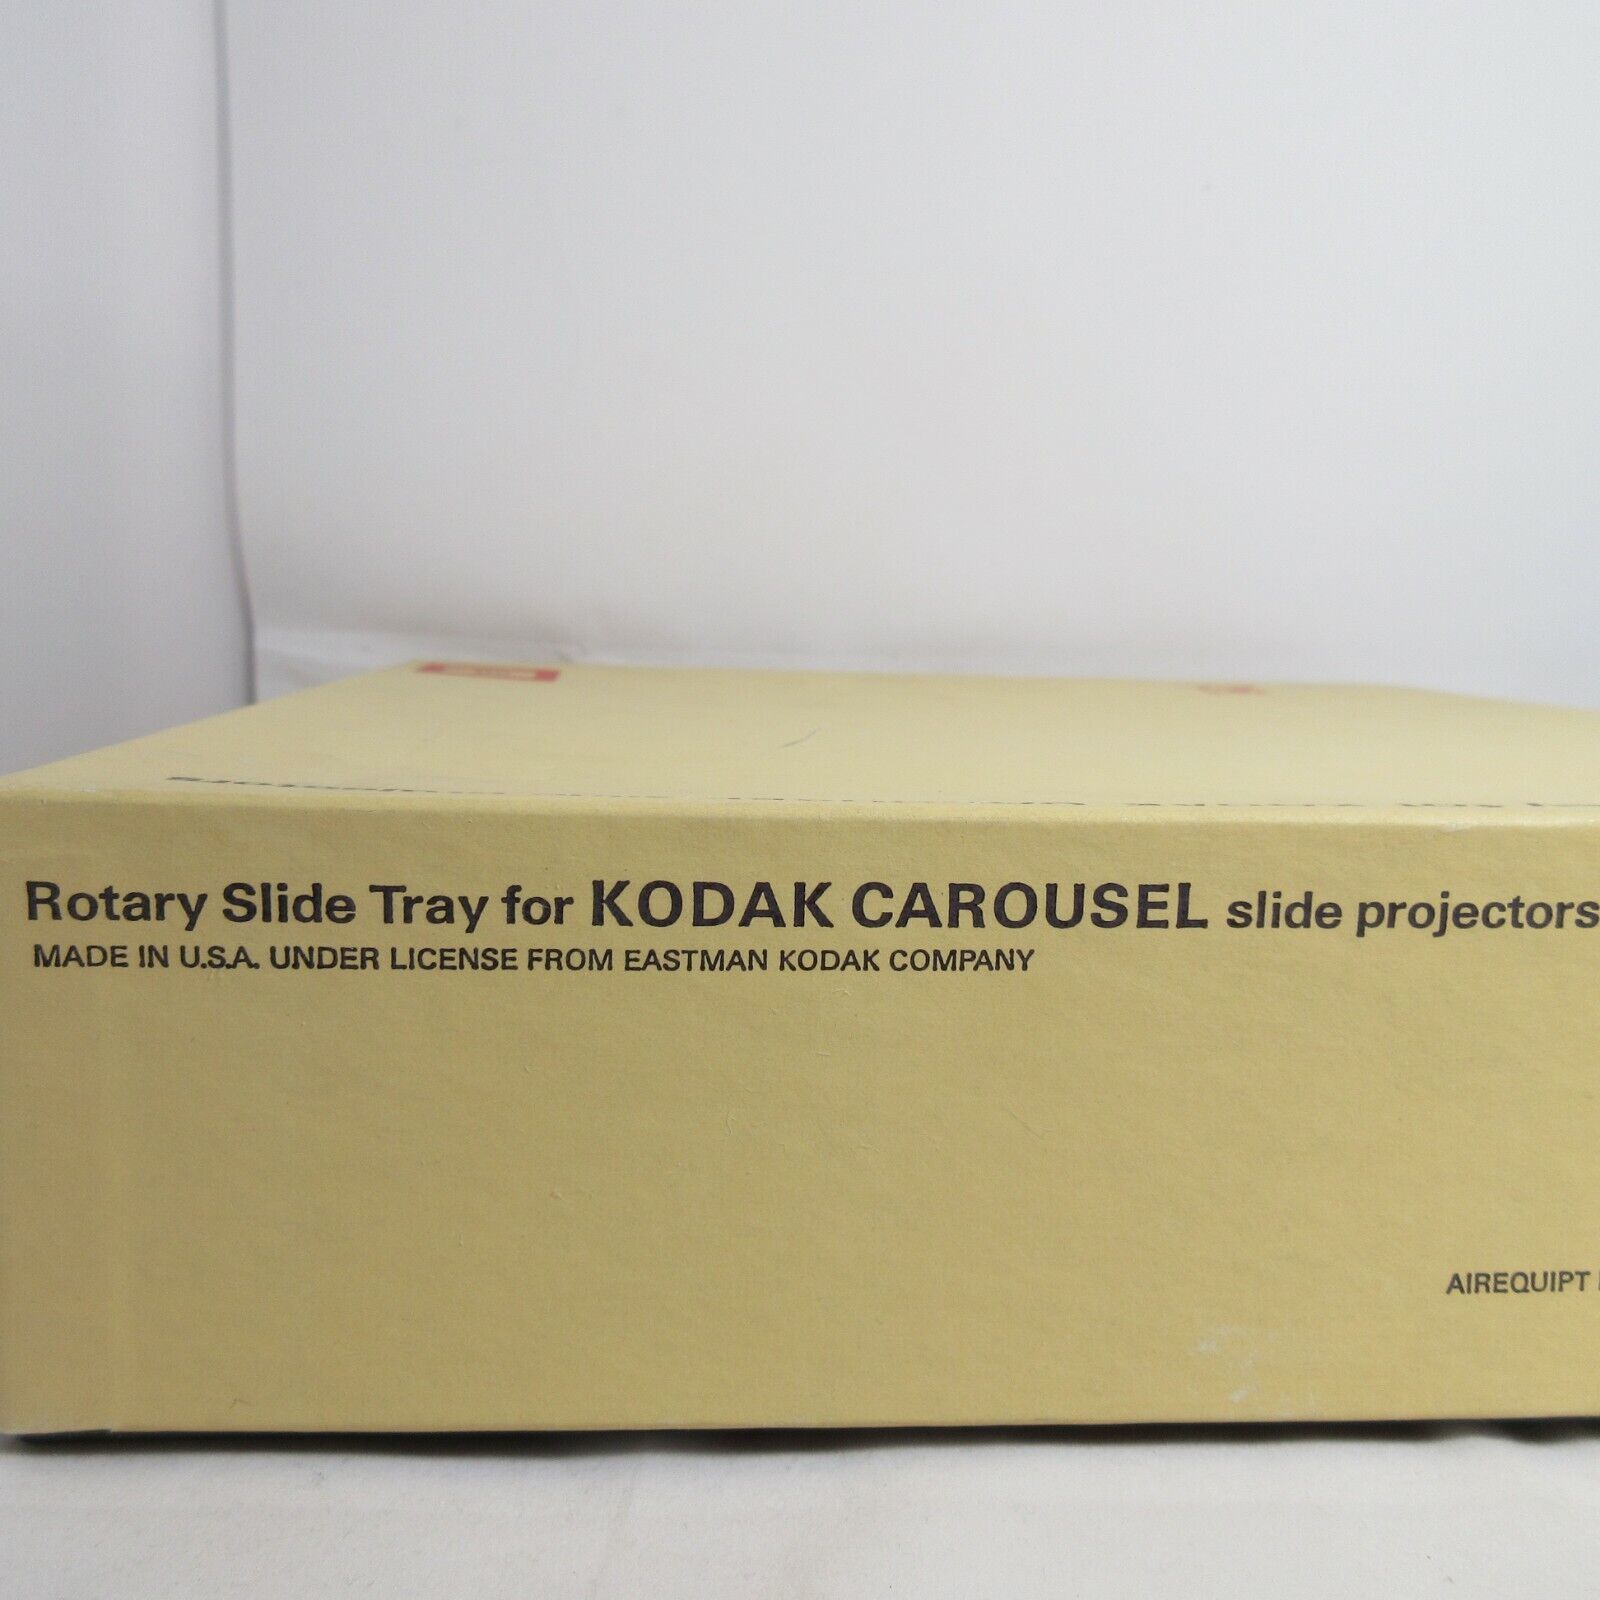 Rotary Slide Tray for KODAK CAROUSEL slide projectors
MADE IN U.S.A. UNDER LICENSE FROM EASTMAN KODAK COMPANY
AIREQUIPT